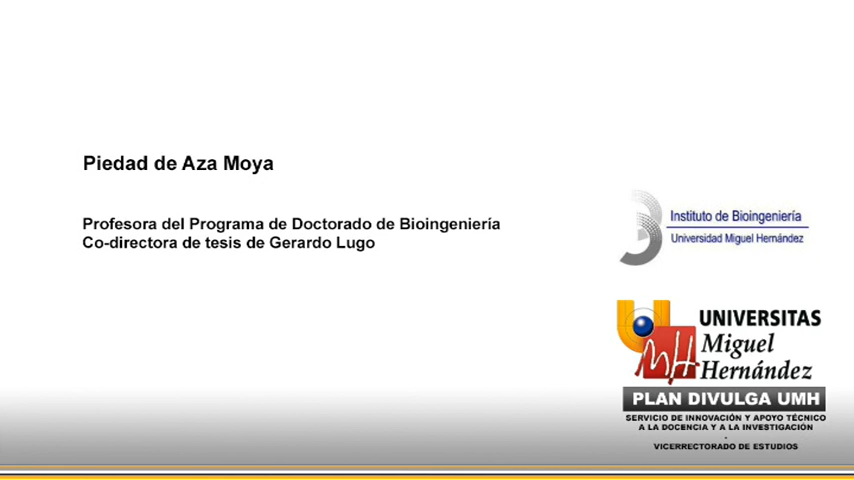 Piedad de Aza Moya
Profesora del Programa de Doctorado de Bioingeniería
Co-directora de tesis de Gerardo Lugo
Instituto de Bioingeniería
Universidad Miguel Hernández
UNIVERSITAS
Miguel
Hernández
PLAN DIVULGA UMH
SERVICIO DE INNOVACIÓN Y APOYO TÉCNICO
A LA DOCENCIA Y A LA INVESTIGACIÓN
-
VICERRECTORADO DE ESTUDIOS